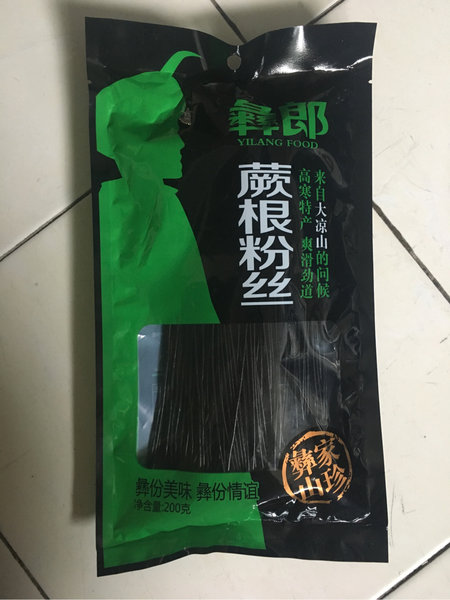 彝郎
YILANG FOOD
蕨根粉丝
来自大凉山的问候
高寒特产 爽滑劲道
彝家山珍
彝份美味 彝份情谊
净含量:200克